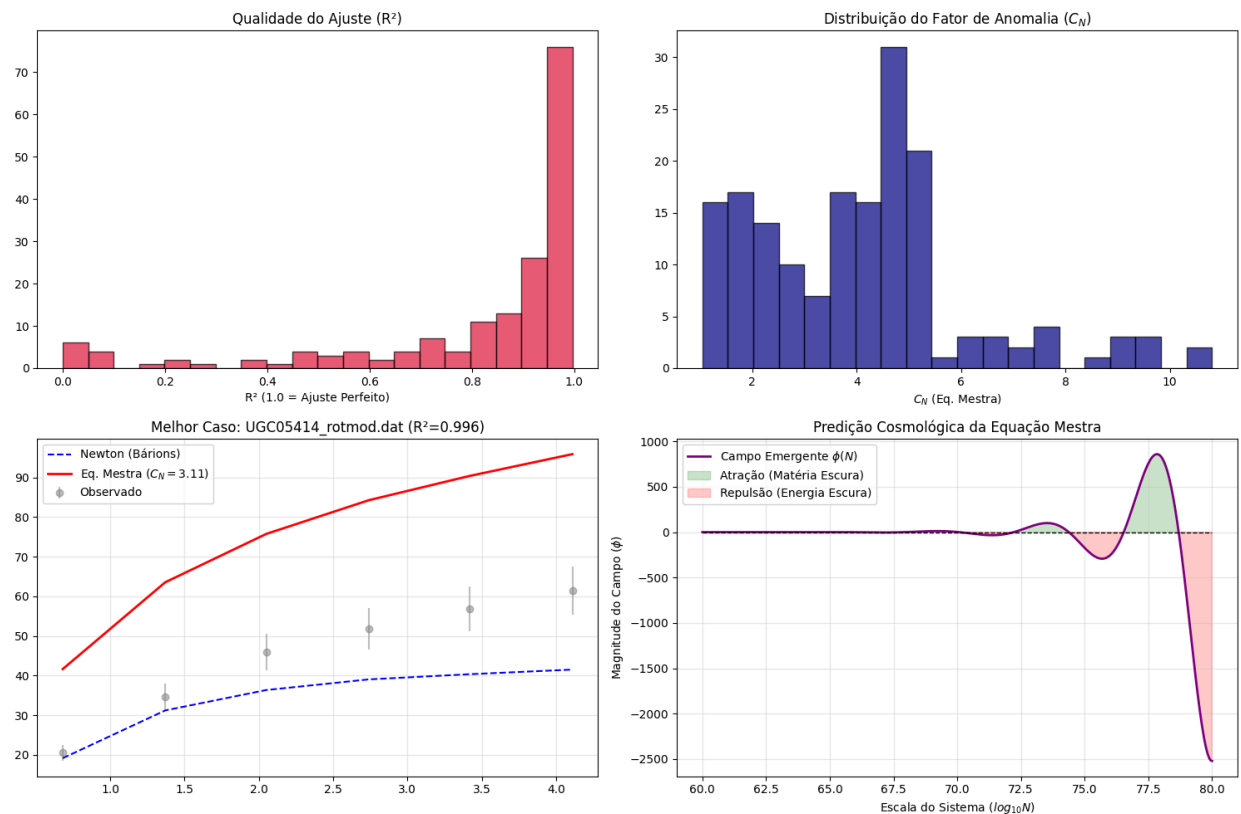 Qualidade do Ajuste (R²)
70
60
50
40
30
20
10
0
0.0 0.2 0.4 0.6 0.8 1.0
R² (1.0 = Ajuste Perfeito)
Distribuição do Fator de Anomalia (C_N)
30
25
20
15
10
5
0
2 4 6 8 10
C_N (Eq. Mestra)
Melhor Caso: UGC05414_rotmod.dat (R²=0.996)
Newton (Bárions)
Eq. Mestra (C_N = 3.11)
Observado
90
80
70
60
50
40
30
20
1.0 1.5 2.0 2.5 3.0 3.5 4.0
Predição Cosmológica da Equação Mestra
Campo Emergente ϕ(N)
Atração (Matéria Escura)
Repulsão (Energia Escura)
Magnitude do Campo (ϕ)
1000
500
0
−500
−1000
−1500
−2000
−2500
60.0 62.5 65.0 67.5 70.0 72.5 75.0 77.5 80.0
Escala do Sistema (log₁₀N)